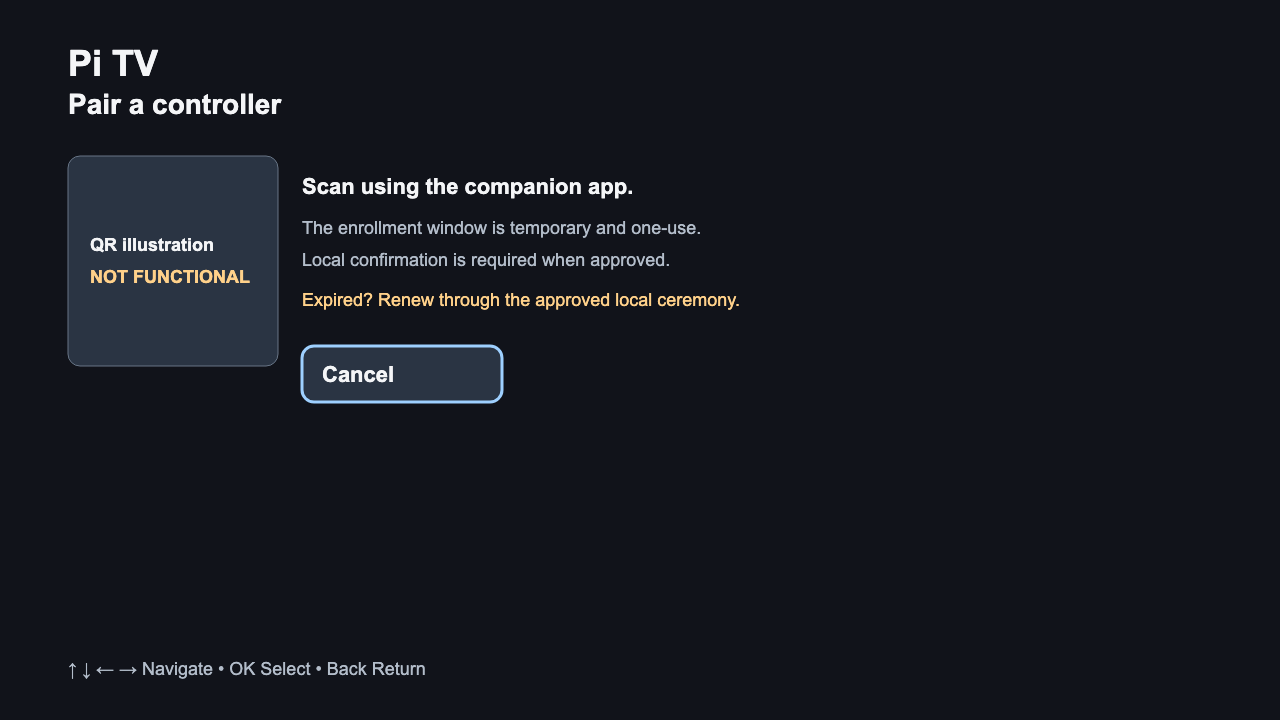 Pi TV
Pair a controller
QR illustration
NOT FUNCTIONAL
Scan using the companion app.
The enrollment window is temporary and one-use.
Local confirmation is required when approved.
Expired? Renew through the approved local ceremony.
Cancel
↑ ↓ ← → Navigate • OK Select • Back Return